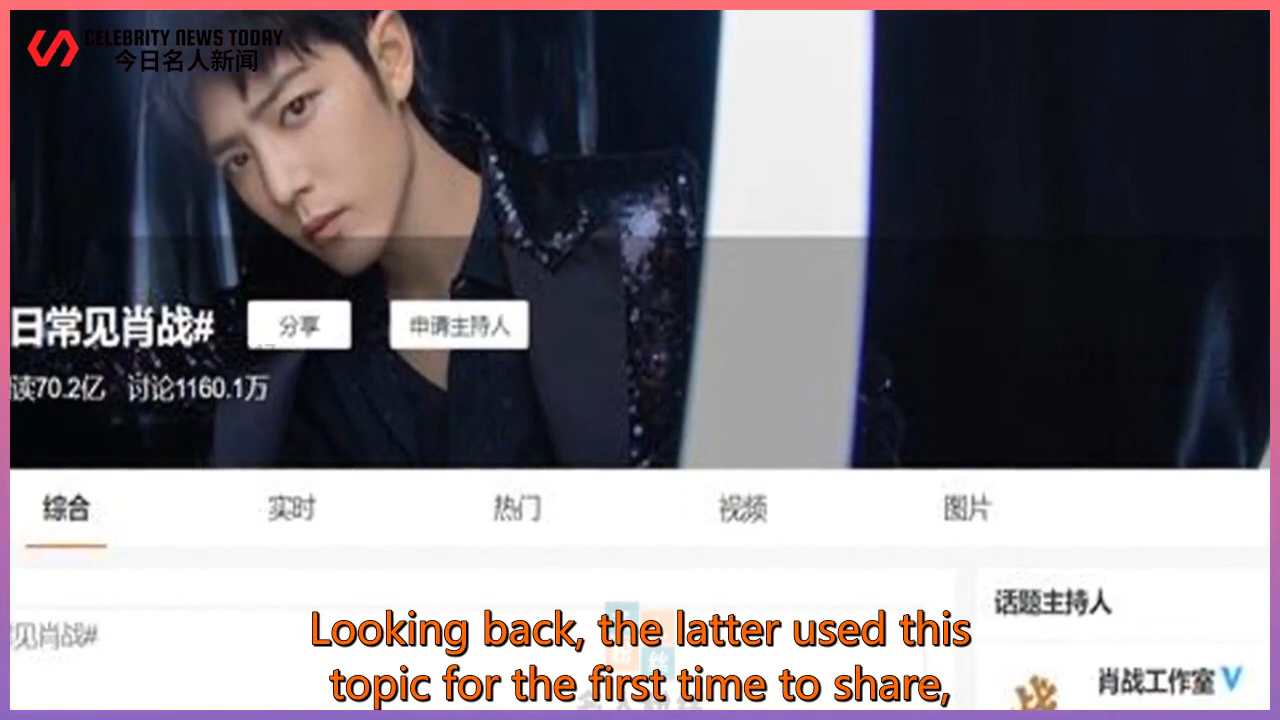 CELEBRITY NEWS TODAY
今日名人新闻
日常见肖战#
分享
申请主持人
读70.2亿 讨论1160.1万
综合
实时
热门
视频
图片
话题主持人
见肖战#
肖战工作室
Looking back, the latter used this
topic for the first time to share,